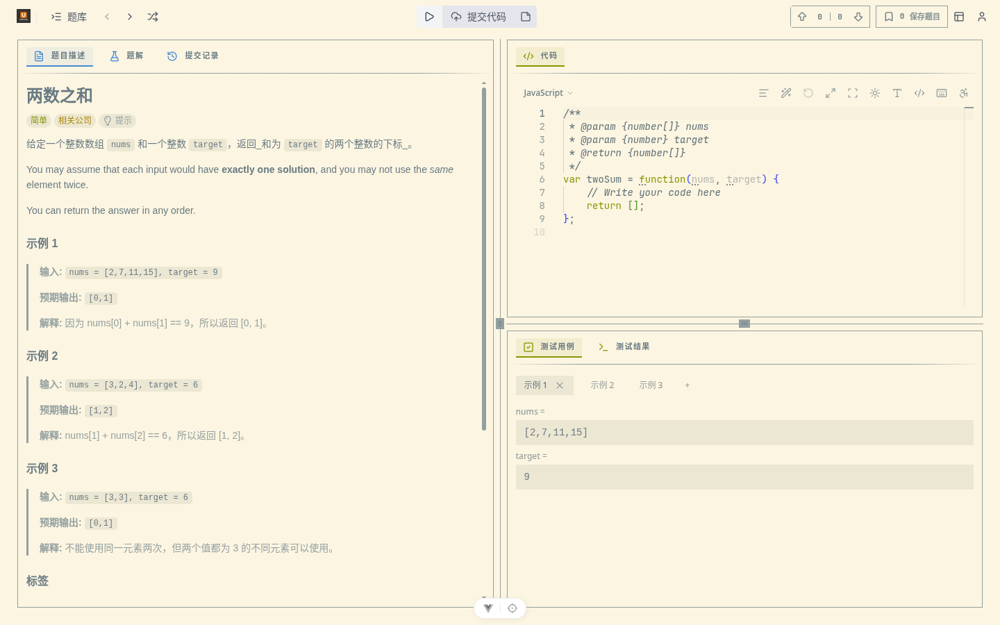 题库
提交代码
0 | 0
0 保存题目
题目描述
题解
提交记录
两数之和
简单
相关公司
提示
给定一个整数数组 nums 和一个整数 target，返回_和为 target 的两个整数的下标_。
You may assume that each input would have exactly one solution, and you may not use the same
element twice.
You can return the answer in any order.
示例 1
输入: nums = [2,7,11,15], target = 9
预期输出: [0,1]
解释: 因为 nums[0] + nums[1] == 9，所以返回 [0, 1]。
示例 2
输入: nums = [3,2,4], target = 6
预期输出: [1,2]
解释: nums[1] + nums[2] == 6，所以返回 [1, 2]。
示例 3
输入: nums = [3,3], target = 6
预期输出: [0,1]
解释: 不能使用同一元素两次，但两个值都为 3 的不同元素可以使用。
标签
代码
JavaScript
1 /**
2  * @param {number[]} nums
3  * @param {number} target
4  * @return {number[]}
5  */
6 var twoSum = function(nums, target) {
7     // Write your code here
8     return [];
9 };
10
测试用例
测试结果
示例 1
示例 2
示例 3
+
nums =
[2,7,11,15]
target =
9